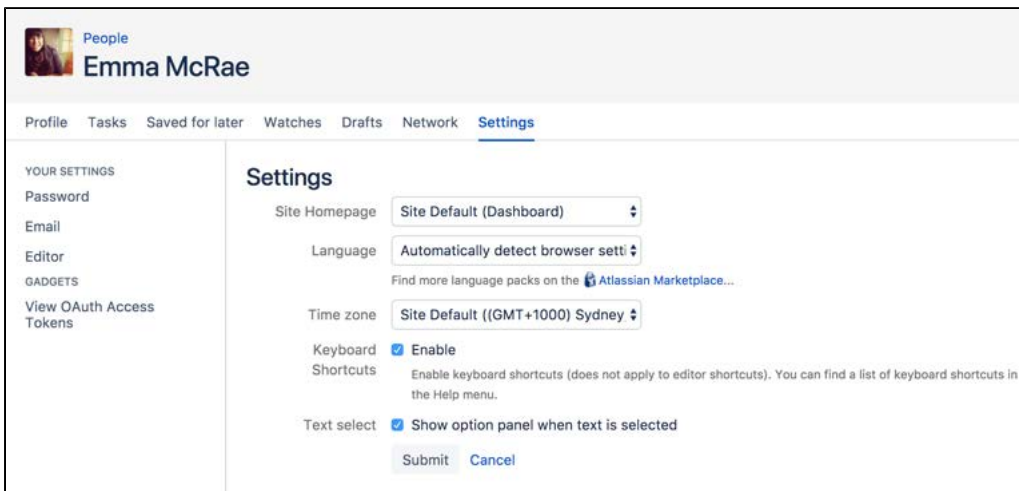 People
Emma McRae
Profile Tasks Saved for later Watches Drafts Network Settings
YOUR SETTINGS
Password
Email
Editor
GADGETS
View OAuth Access
Tokens
Settings
Site Homepage Site Default (Dashboard)
Language Automatically detect browser setti
Find more language packs on the Atlassian Marketplace...
Time zone Site Default ((GMT+1000) Sydney
Keyboard Enable
Shortcuts
Enable keyboard shortcuts (does not apply to editor shortcuts). You can find a list of keyboard shortcuts in
the Help menu.
Text select Show option panel when text is selected
Submit Cancel